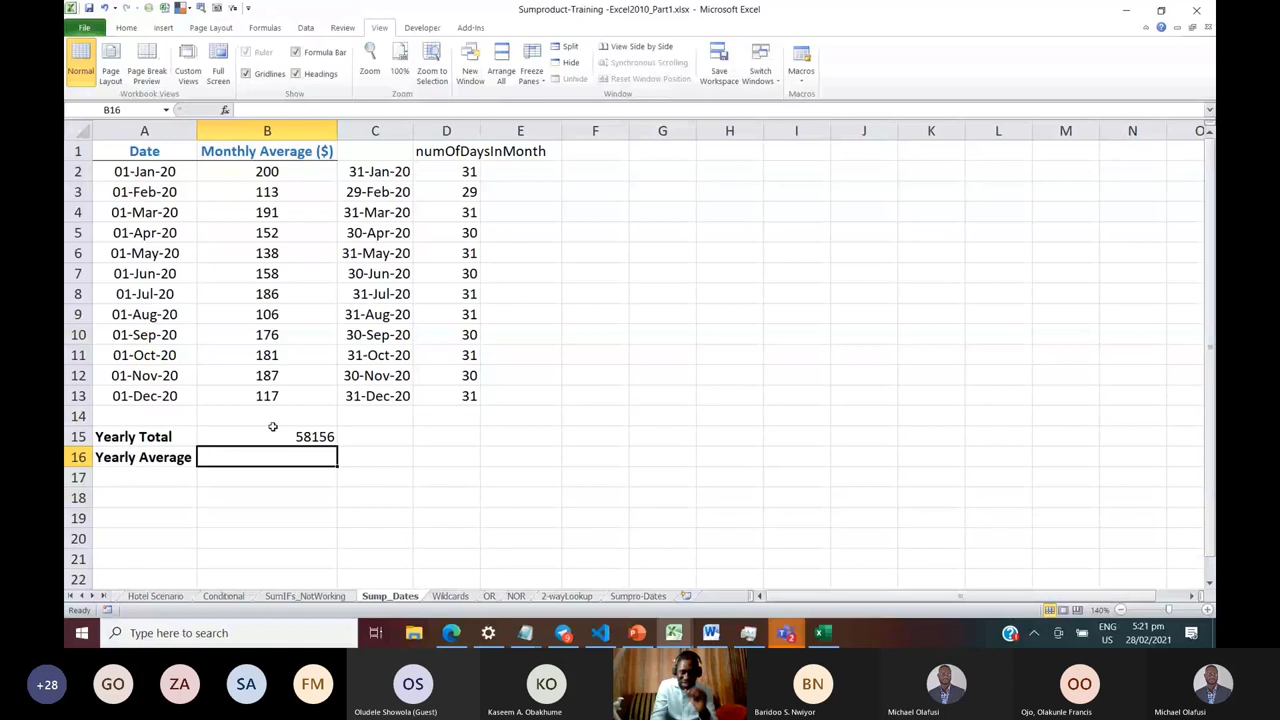 Sumproduct-Training -Excel2010_Part1.xlsx - Microsoft Excel
File Home Insert Page Layout Formulas Data Review View Developer Add-Ins
Normal Page Layout Page Break Preview Custom Views Full Screen Ruler Formula Bar Gridlines Headings Zoom 100% Zoom to Selection New Window Arrange All Freeze Panes Split Hide Unhide View Side by Side Synchronous Scrolling Reset Window Position Save Workspace Switch Windows Macros
Workbook Views Show Zoom Window Macros
B16 fx
A B C D E F G H I J K L M N O
1 Date Monthly Average ($) numOfDaysInMonth
2 01-Jan-20 200 31-Jan-20 31
3 01-Feb-20 113 29-Feb-20 29
4 01-Mar-20 191 31-Mar-20 31
5 01-Apr-20 152 30-Apr-20 30
6 01-May-20 138 31-May-20 31
7 01-Jun-20 158 30-Jun-20 30
8 01-Jul-20 186 31-Jul-20 31
9 01-Aug-20 106 31-Aug-20 31
10 01-Sep-20 176 30-Sep-20 30
11 01-Oct-20 181 31-Oct-20 31
12 01-Nov-20 187 30-Nov-20 30
13 01-Dec-20 117 31-Dec-20 31
14
15 Yearly Total 58156
16 Yearly Average
17
18
19
20
21
22
Hotel Scenario Conditional SumIFs_NotWorking Sump_Dates Wildcards OR NOR 2-wayLookup Sumpro-Dates
Ready 140%
Type here to search ENG US 5:21 pm 28/02/2021
+28 GO ZA SA FM OS KO BN OO
Oludele Showola (Guest) Kaseem A. Obakhume Baridoo S. Nwiyor Michael Olafusi Ojo, Olakunle Francis Michael Olafusi